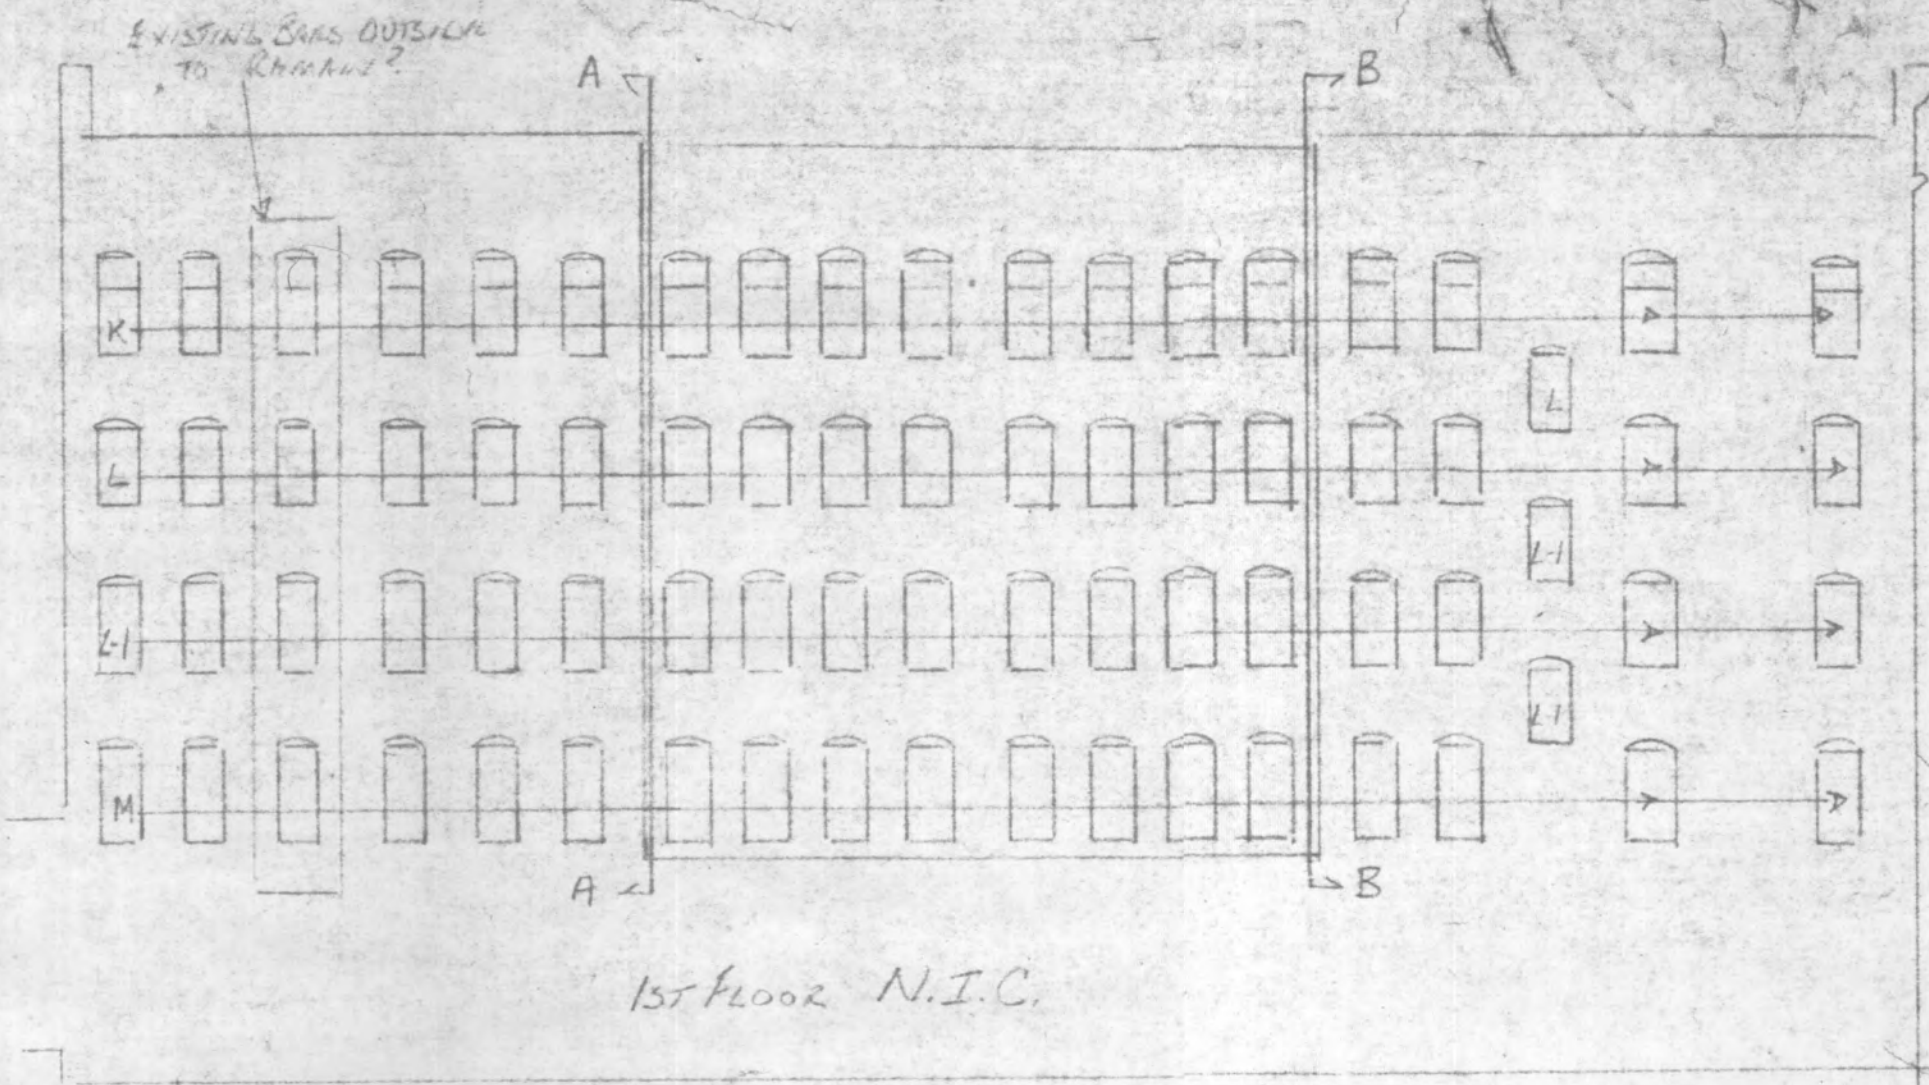 EXISTING BARS OUTSIDE
TO REMAIN?
A
B
K
L
L
L-1
L-1
L-1
M
A
B
1ST FLOOR N.I.C.